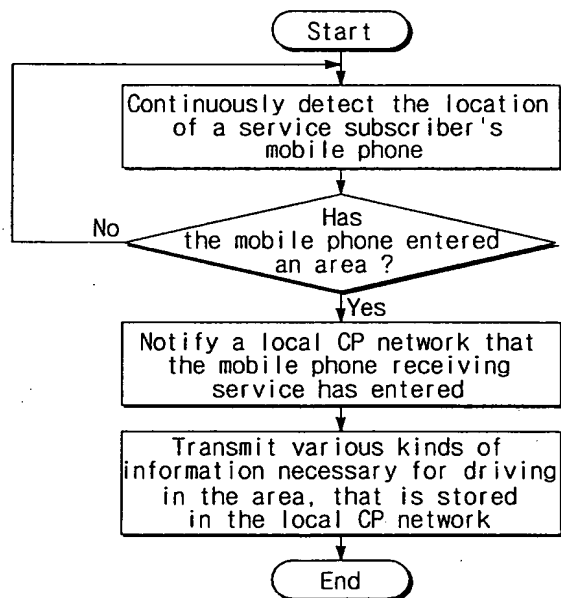 Start
Continuously detect the location
of a service subscriber's
mobile phone
Has
the mobile phone entered
an area ?
No
Yes
Notify a local CP network that
the mobile phone receiving
service has entered
Transmit various kinds of
information necessary for driving
in the area, that is stored
in the local CP network
End